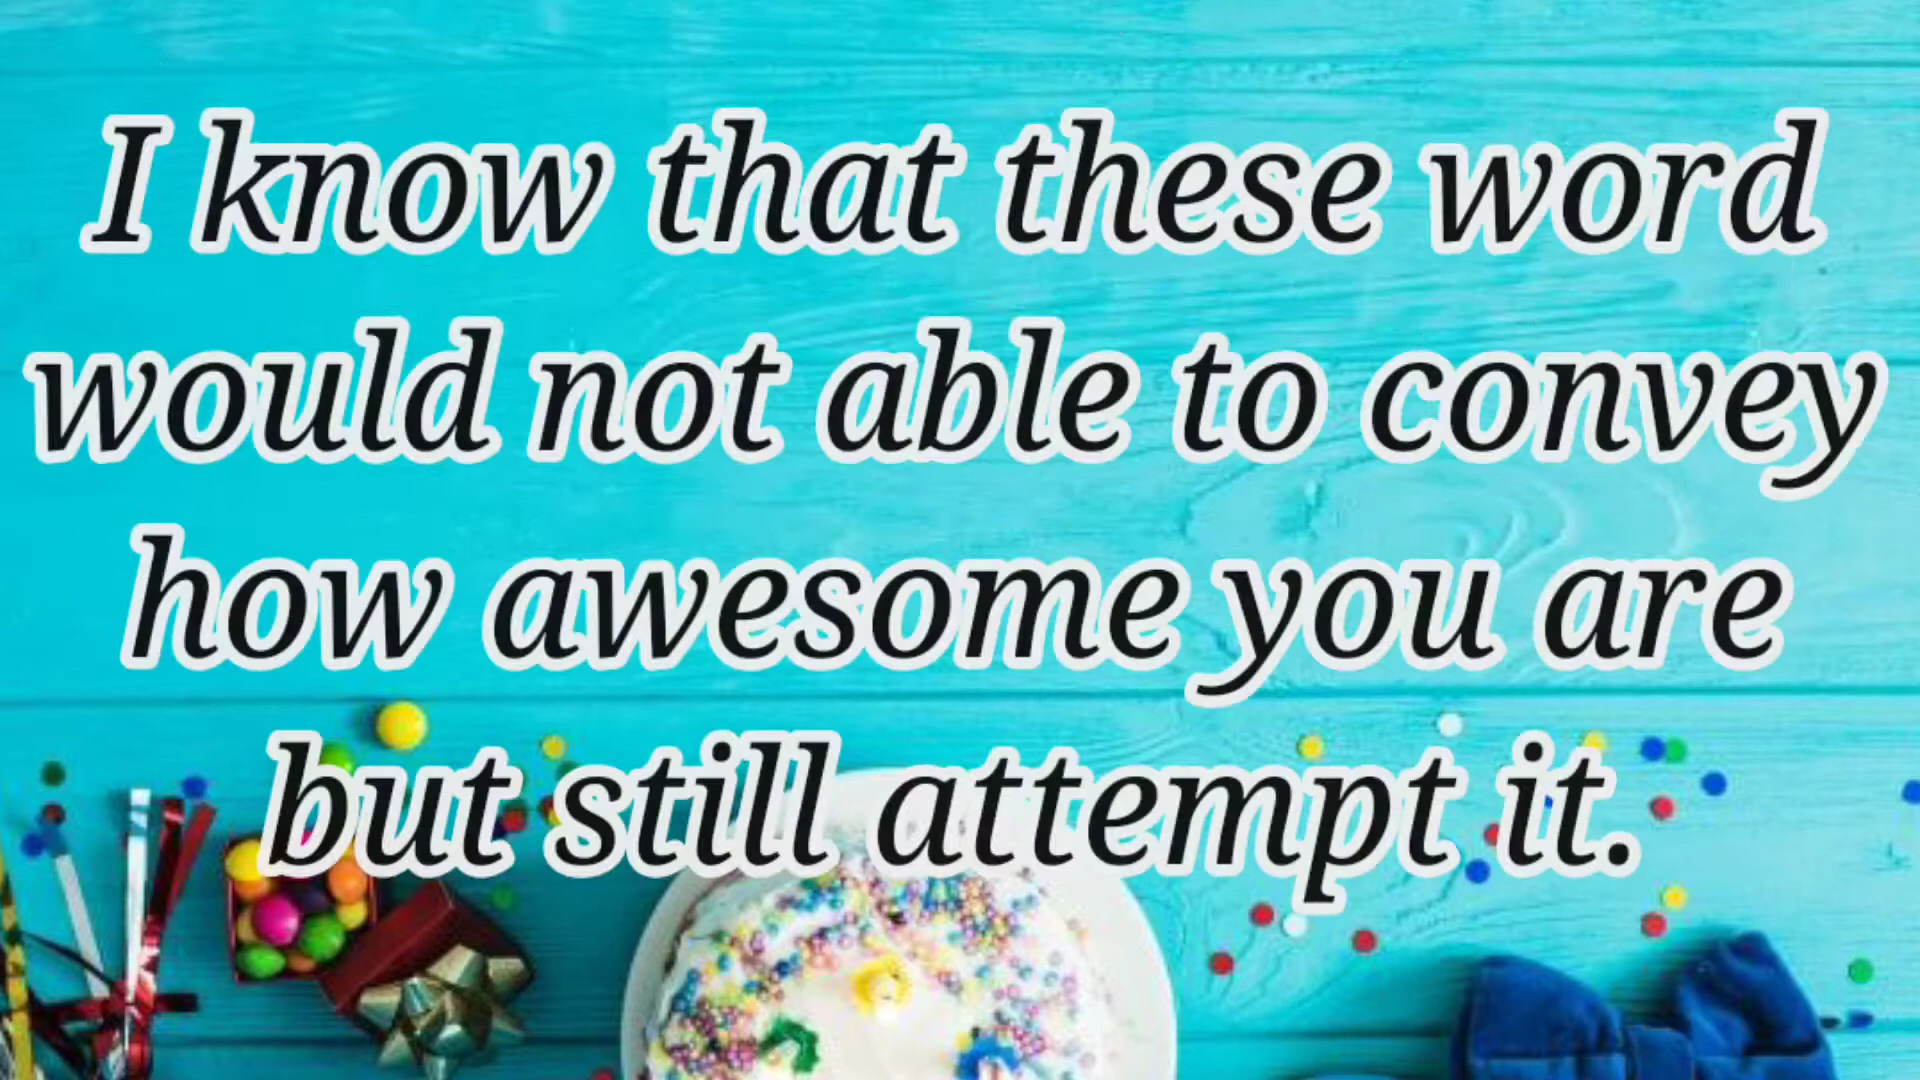 I know that these word
would not able to convey
how awesome you are
but still attempt it.